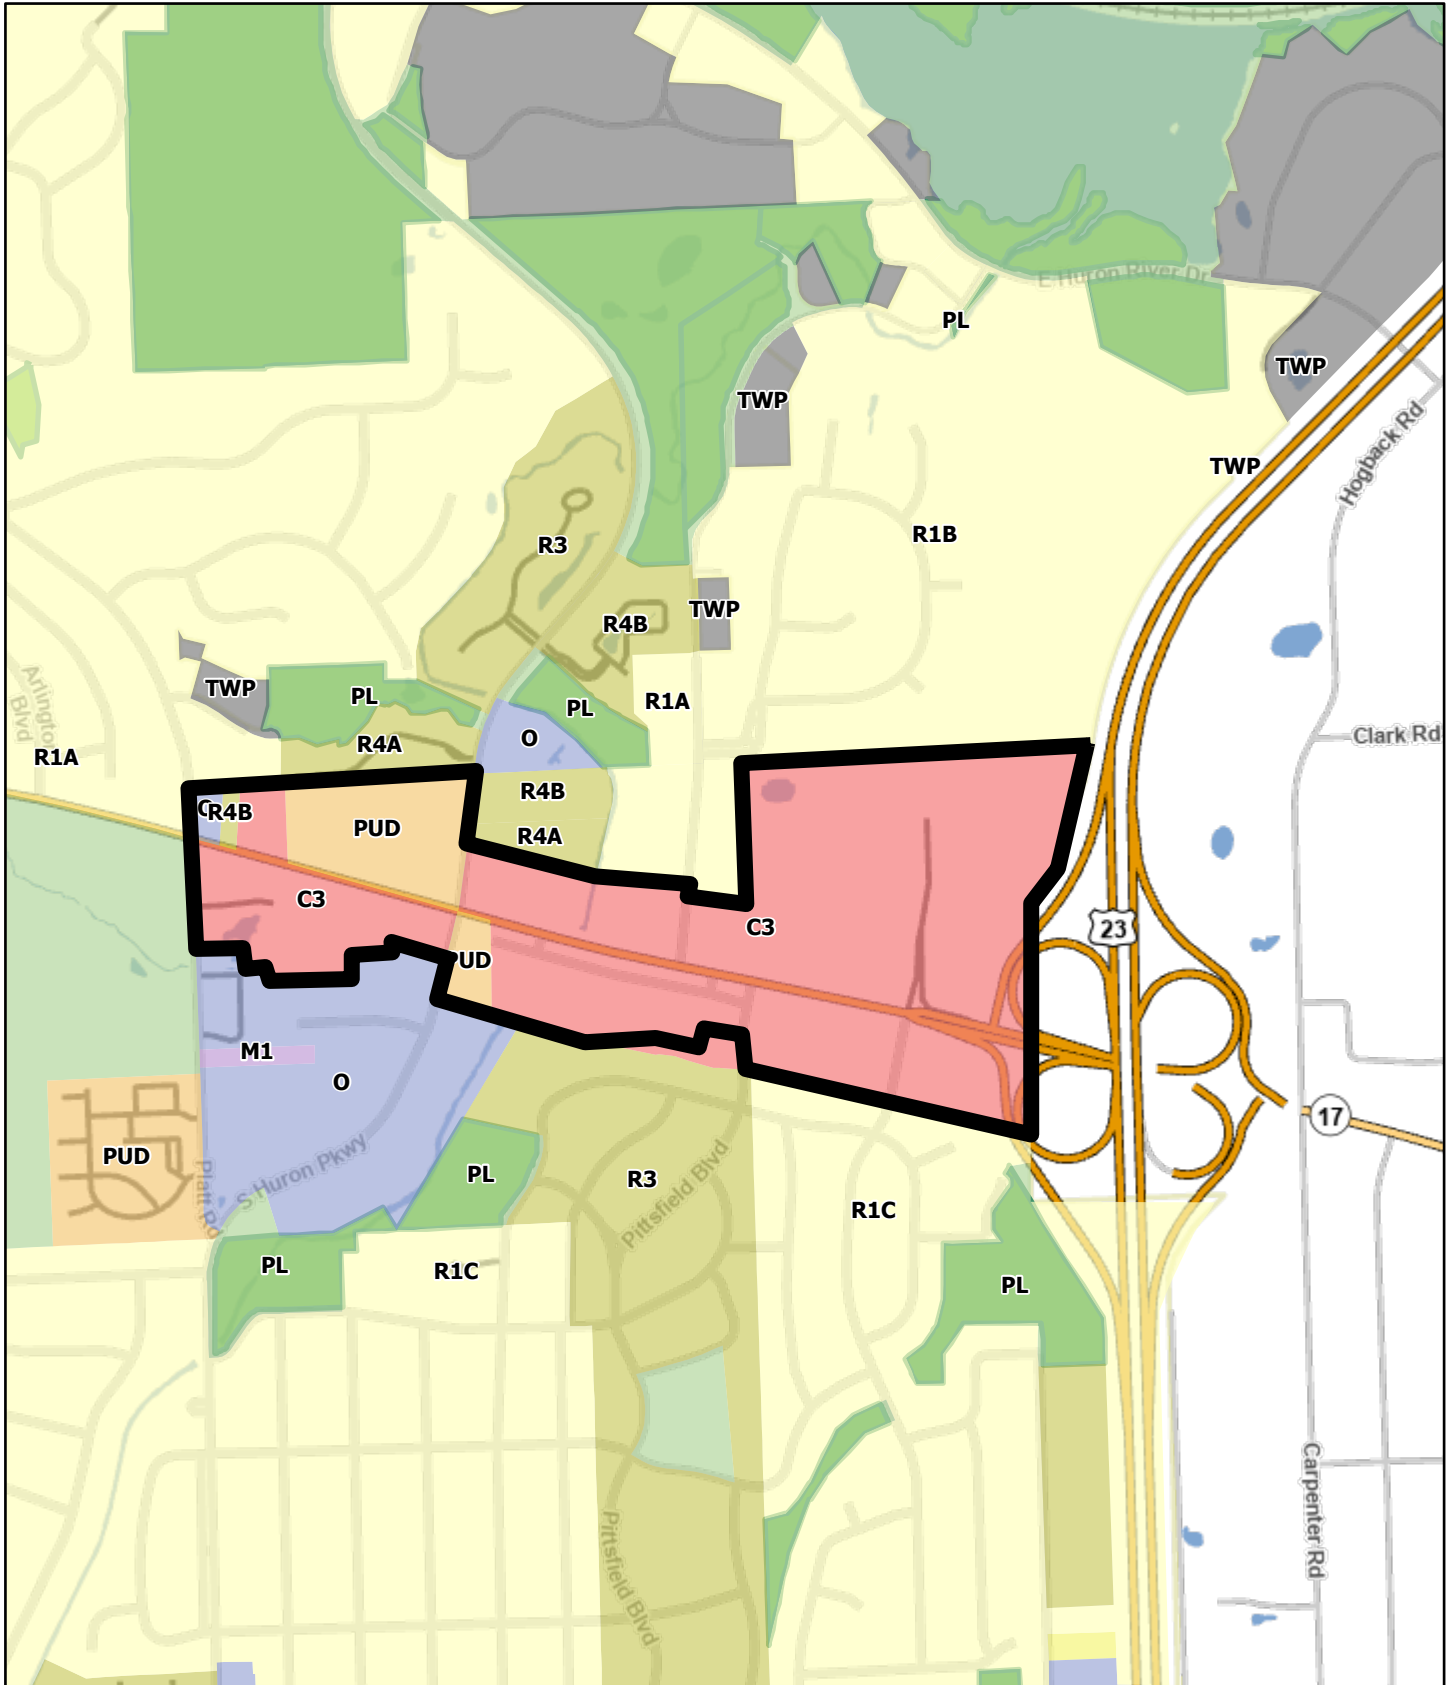 E Huron River Dr
PL
TWP
TWP
Hogback Rd
TWP
R1B
R3
TWP
R4B
Arlington
Blvd
TWP
PL
R1A
PL
O
R4A
Clark Rd
R1A
R4B
R4B
PUD
R4A
C3
C3
23
PUD
M1
O
17
PUD
Platt Rd
S Huron Pkwy
PL
R3
Pittsfield Blvd
R1C
PL
R1C
PL
Carpenter Rd
Pittsfield Blvd